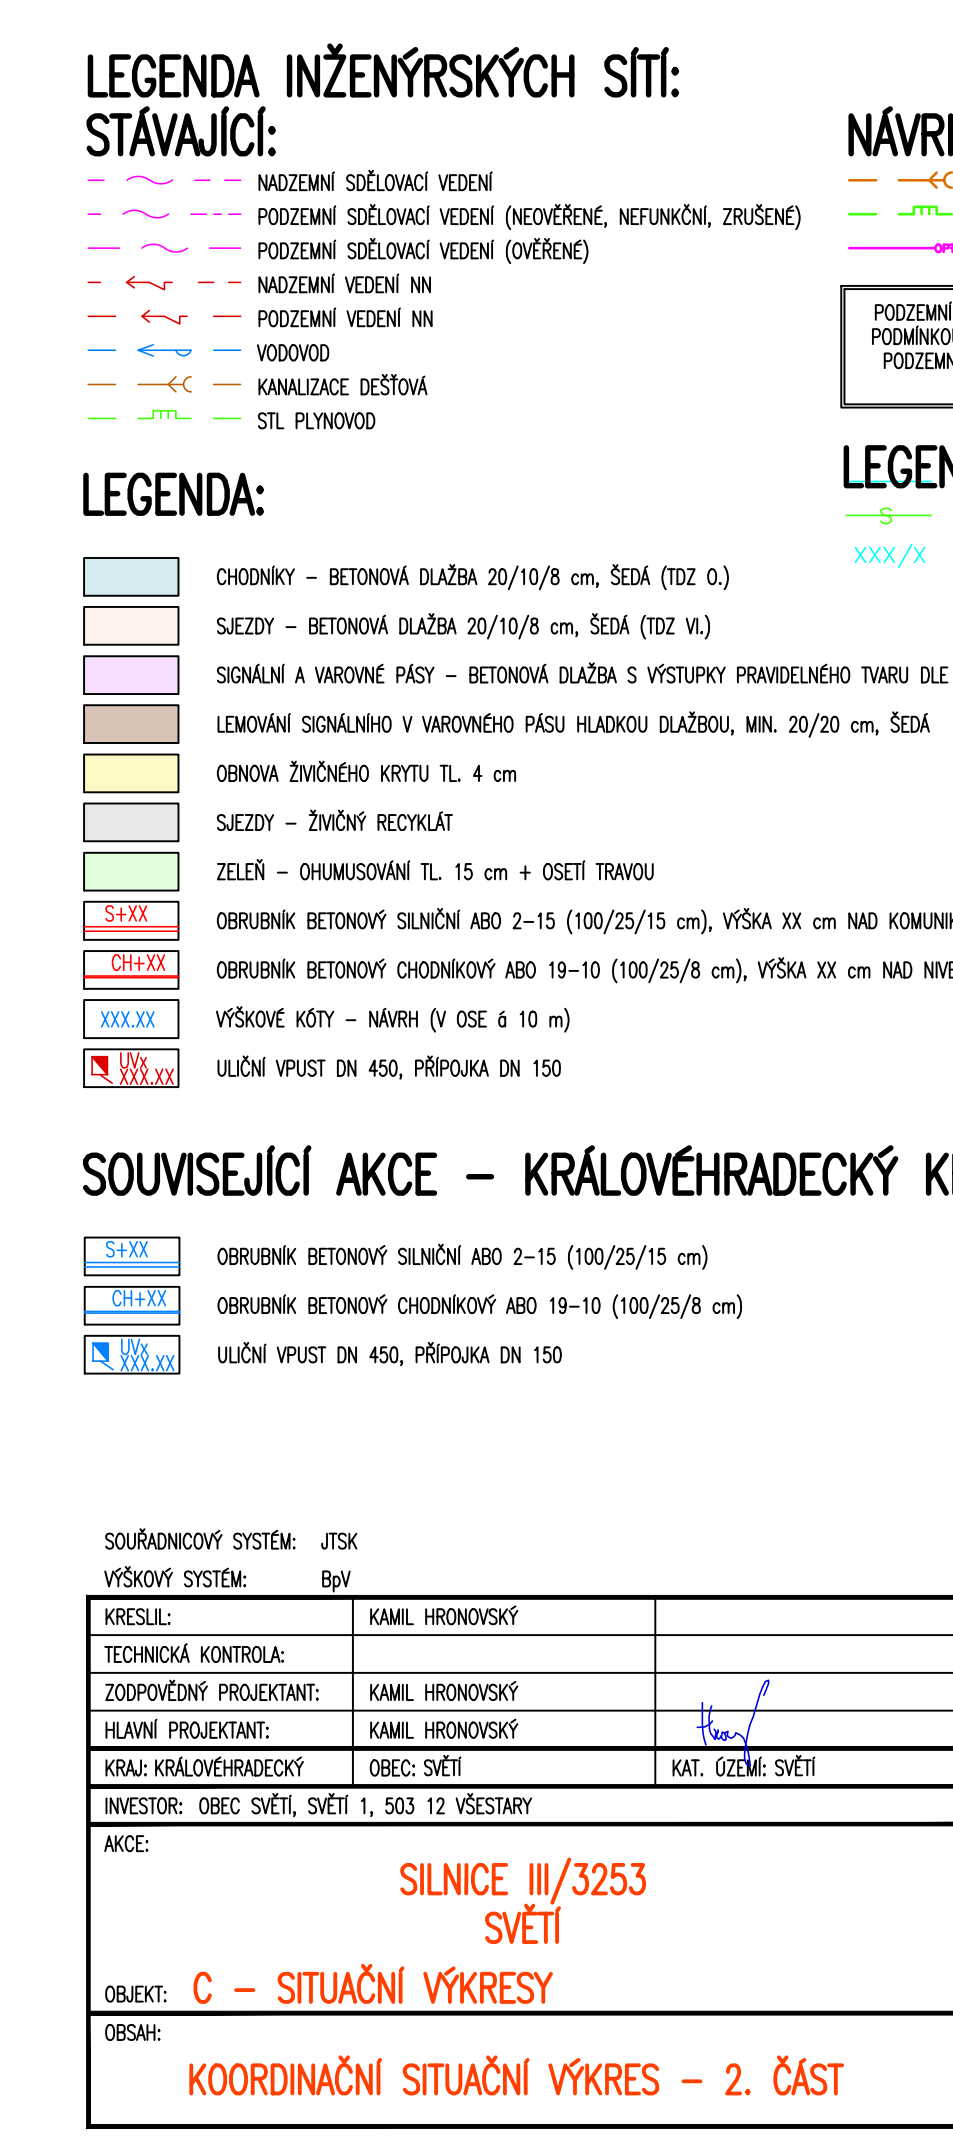 LEGENDA INŽENÝRSKÝCH SÍTÍ:
STÁVAJÍCÍ:
NADZEMNÍ SDĚLOVACÍ VEDENÍ
PODZEMNÍ SDĚLOVACÍ VEDENÍ (NEOVĚŘENÉ, NEFUNKČNÍ, ZRUŠENÉ)
PODZEMNÍ SDĚLOVACÍ VEDENÍ (OVĚŘENÉ)
NADZEMNÍ VEDENÍ NN
PODZEMNÍ VEDENÍ NN
VODOVOD
KANALIZACE DEŠŤOVÁ
STL PLYNOVOD
PODZEMNÍ
S
XXX/X
LEGENDA:
CHODNÍKY – BETONOVÁ DLAŽBA 20/10/8 cm, ŠEDÁ (TDZ O.)
SJEZDY – BETONOVÁ DLAŽBA 20/10/8 cm, ŠEDÁ (TDZ VI.)
SIGNÁLNÍ A VAROVNÉ PÁSY – BETONOVÁ DLAŽBA S VÝSTUPKY PRAVIDELNÉHO TVARU DLE
LEMOVÁNÍ SIGNÁLNÍHO V VAROVNÉHO PÁSU HLADKOU DLAŽBOU, MIN. 20/20 cm, ŠEDÁ
OBNOVA ŽIVIČNÉHO KRYTU TL. 4 cm
SJEZDY – ŽIVIČNÝ RECYKLÁT
ZELEŇ – OHUMUSOVÁNÍ TL. 15 cm + OSETÍ TRAVOU
S+XX OBRUBNÍK BETONOVÝ SILNIČNÍ ABO 2–15 (100/25/15 cm), VÝŠKA XX cm NAD
CH+XX OBRUBNÍK BETONOVÝ CHODNÍKOVÝ ABO 19–10 (100/25/8 cm), VÝŠKA XX cm NAD
XXX.XX VÝŠKOVÉ KÓTY – NÁVRH (V OSE á 10 m)
UVx
XXX.XX
ULIČNÍ VPUST DN 450, PŘÍPOJKA DN 150
SOUVISEJÍCÍ AKCE – KRÁLOVÉHRADECKÝ
S+XX OBRUBNÍK BETONOVÝ SILNIČNÍ ABO 2–15 (100/25/15 cm)
CH+XX OBRUBNÍK BETONOVÝ CHODNÍKOVÝ ABO 19–10 (100/25/8 cm)
UVx
XXX.XX
ULIČNÍ VPUST DN 450, PŘÍPOJKA DN 150
SOUŘADNICOVÝ SYSTÉM: JTSK
VÝŠKOVÝ SYSTÉM: BpV
KRESLIL: KAMIL HRONOVSKÝ
TECHNICKÁ KONTROLA:
ZODPOVĚDNÝ PROJEKTANT: KAMIL HRONOVSKÝ
HLAVNÍ PROJEKTANT: KAMIL HRONOVSKÝ
KRAJ: KRÁLOVÉHRADECKÝ OBEC: SVĚTÍ KAT. ÚZEMÍ: SVĚTÍ
INVESTOR: OBEC SVĚTÍ, SVĚTÍ 1, 503 12 VŠESTARY
AKCE:
SILNICE III/3253
SVĚTÍ
OBJEKT: C – SITUAČNÍ VÝKRESY
OBSAH:
KOORDINAČNÍ SITUAČNÍ VÝKRES – 2. ČÁST